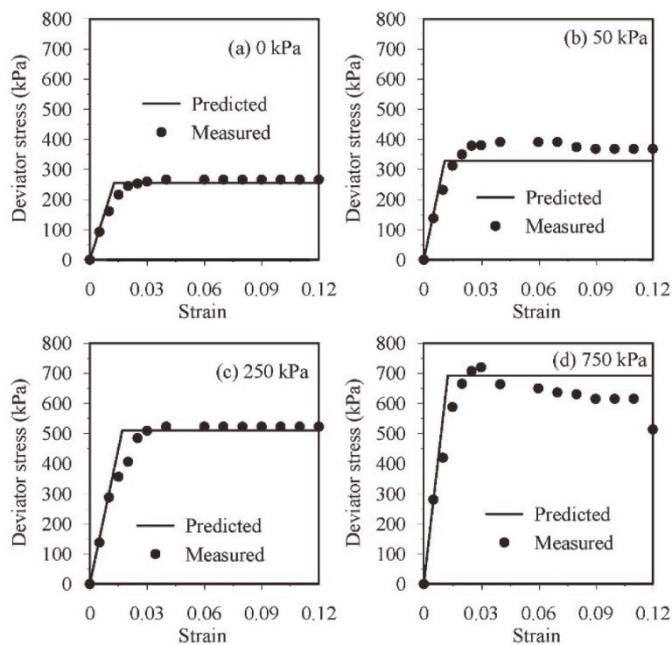 800
700
600
500
400
300
200
100
0
Deviator stress (kPa)
(a) 0 kPa
Predicted
Measured
0 0.03 0.06 0.09 0.12
Strain
800
700
600
500
400
300
200
100
0
Deviator stress (kPa)
(b) 50 kPa
Predicted
Measured
0 0.03 0.06 0.09 0.12
Strain
800
700
600
500
400
300
200
100
0
Deviator stress (kPa)
(c) 250 kPa
Predicted
Measured
0 0.03 0.06 0.09 0.12
Strain
800
700
600
500
400
300
200
100
0
Deviator stress (kPa)
(d) 750 kPa
Predicted
Measured
0 0.03 0.06 0.09 0.12
Strain